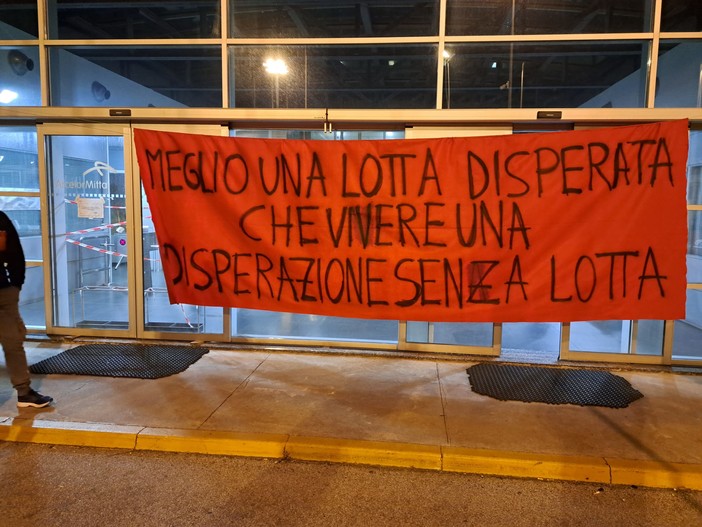 MEGLIO UNA LOTTA DISPERATA
CHE VIVERE UNA
DISPERAZIONE SENZA LOTTA